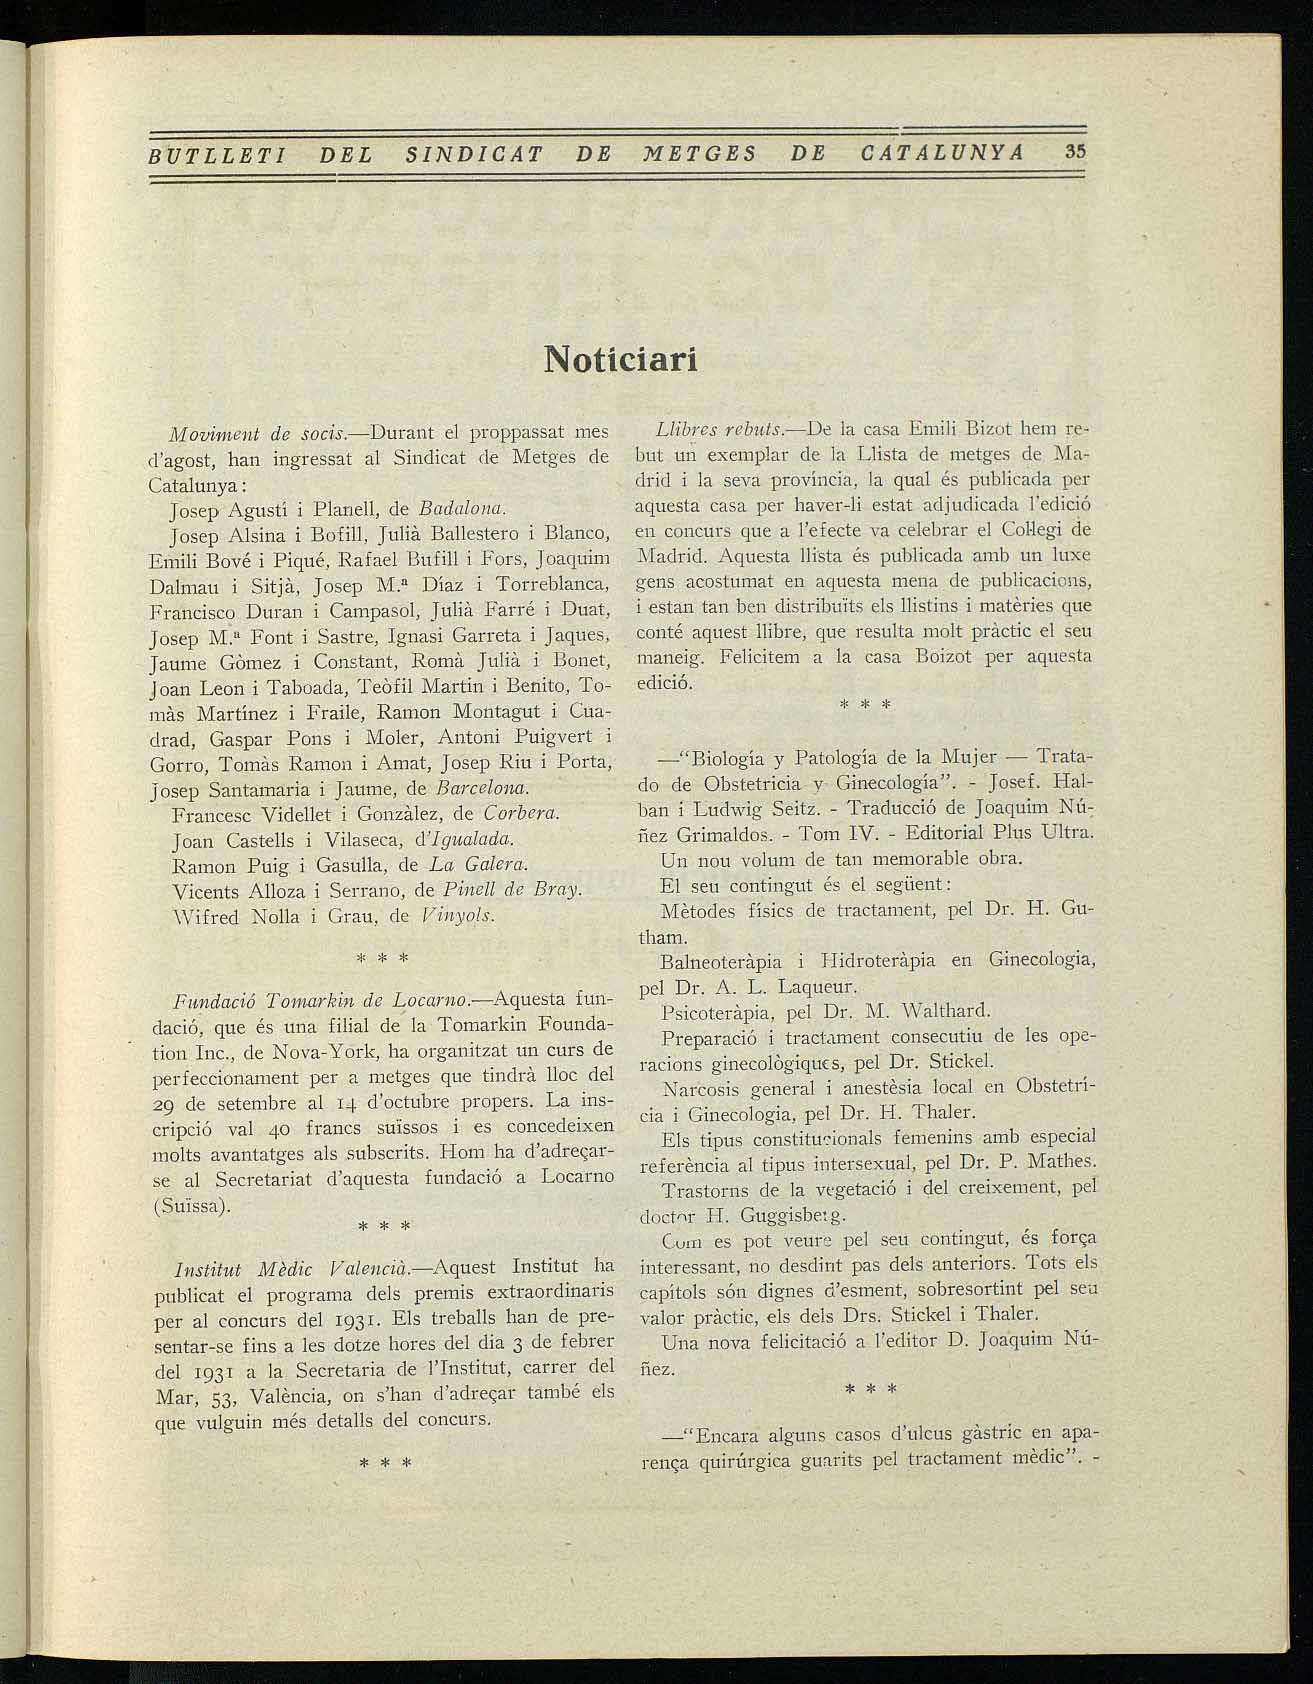 BUTLLETI DEL SINDICAT DE METGES DE CATALUNYA 35
Noticiari
Moviment de socis.—Durant el proppassat mes
d'agost, han ingressat al Sindicat de Metges de
Catalunya:
Josep Agustí i Planell, de Badalona.
Josep Alsina i Bofill, Julià Ballestero i Blanco,
Emili Bové i Piqué, Rafael Bufill i Fors, Joaquim
Dalmau i Sitjà, Josep M.ª Díaz i Torreblanca,
Francisco Duran i Campasol, Julià Farré i Duat,
Josep M.ª Font i Sastre, Ignasi Garreta i Jaques,
Jaume Gòmez i Constant, Romà Julià i Bonet,
Joan Leon i Taboada, Teòfil Martin i Benito, To-
màs Martínez i Fraile, Ramon Montagut i Cua-
drad, Gaspar Pons i Moler, Antoni Puigvert i
Gorro, Tomàs Ramon i Amat, Josep Riu i Porta,
Josep Santamaria i Jaume, de Barcelona.
Francesc Videllet i Gonzàlez, de Corbera.
Joan Castells i Vilaseca, d'Igualada.
Ramon Puig i Gasulla, de La Galera.
Vicents Alloza i Serrano, de Pinell de Bray.
Wifred Nolla i Grau, de Vinyols.
* * *
Fundació Tomarkin de Locarno.—Aquesta fun-
dació, que és una filial de la Tomarkin Founda-
tion Inc., de Nova-York, ha organitzat un curs de
perfeccionament per a metges que tindrà lloc del
29 de setembre al 14 d'octubre propers. La ins-
cripció val 40 francs suïssos i es concedeixen
molts avantatges als subscrits. Hom ha d'adreçar-
se al Secretariat d'aquesta fundació a Locarno
(Suïssa).
* * *
Institut Mèdic Valencià.—Aquest Institut ha
publicat el programa dels premis extraordinaris
per al concurs del 1931. Els treballs han de pre-
sentar-se fins a les dotze hores del dia 3 de febrer
del 1931 a la Secretaria de l'Institut, carrer del
Mar, 53, València, on s'han d'adreçar també els
que vulguin més detalls del concurs.
* * *
Llibres rebuts.—De la casa Emili Bizot hem re-
but un exemplar de la Llista de metges de Ma-
drid i la seva província, la qual és publicada per
aquesta casa per haver-li estat adjudicada l'edició
en concurs que a l'efecte va celebrar el Col·legi de
Madrid. Aquesta llista és publicada amb un luxe
gens acostumat en aquesta mena de publicacions,
i estan tan ben distribuïts els llistins i matèries que
conté aquest llibre, que resulta molt pràctic el seu
maneig. Felicitem a la casa Boizot per aquesta
edició.
* * *
—"Biología y Patología de la Mujer — Trata-
do de Obstetricia y Ginecología". - Josef. Hal-
ban i Ludwig Seitz. - Traducció de Joaquim Nú-
ñez Grimaldos. - Tom IV. - Editorial Plus Ultra.
Un nou volum de tan memorable obra.
El seu contingut és el següent:
Mètodes físics de tractament, pel Dr. H. Gu-
tham.
Balneoteràpia i Hidroteràpia en Ginecologia,
pel Dr. A. L. Laqueur.
Psicoteràpia, pel Dr. M. Walthard.
Preparació i tractament consecutiu de les ope-
racions ginecològiques, pel Dr. Stickel.
Narcosis general i anestèsia local en Obstetrí-
cia i Ginecologia, pel Dr. H. Thaler.
Els tipus constitucionals femenins amb especial
referència al tipus intersexual, pel Dr. P. Mathes.
Trastorns de la vegetació i del creixement, pel
doctor H. Guggisberg.
Com es pot veure pel seu contingut, és força
interessant, no desdint pas dels anteriors. Tots els
capítols són dignes d'esment, sobresortint pel seu
valor pràctic, els dels Drs. Stickel i Thaler.
Una nova felicitació a l'editor D. Joaquim Nú-
ñez.
* * *
—"Encara alguns casos d'ulcus gàstric en apa-
rença quirúrgica guarits pel tractament mèdic". -